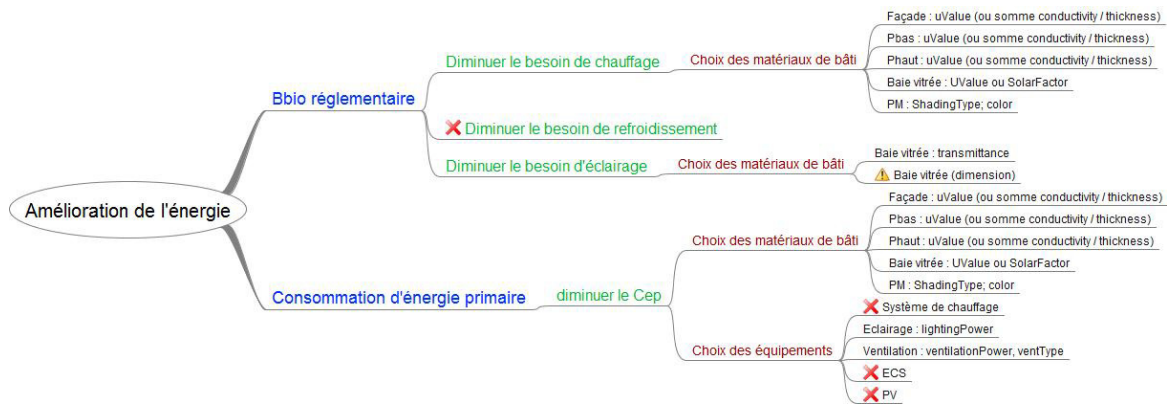 Amélioration de l'énergie
Bbio réglementaire
Diminuer le besoin de chauffage
Choix des matériaux de bâti
Façade : uValue (ou somme conductivity / thickness)
Pbas : uValue (ou somme conductivity / thickness)
Phaut : uValue (ou somme conductivity / thickness)
Baie vitrée : UValue ou SolarFactor
PM : ShadingType; color
Diminuer le besoin de refroidissement
Diminuer le besoin d'éclairage
Choix des matériaux de bâti
Baie vitrée : transmittance
Baie vitrée (dimension)
Consommation d'énergie primaire
diminuer le Cep
Choix des matériaux de bâti
Façade : uValue (ou somme conductivity / thickness)
Pbas : uValue (ou somme conductivity / thickness)
Phaut : uValue (ou somme conductivity / thickness)
Baie vitrée : UValue ou SolarFactor
PM : ShadingType; color
Choix des équipements
Système de chauffage
Eclairage : lightingPower
Ventilation : ventilationPower, ventType
ECS
PV